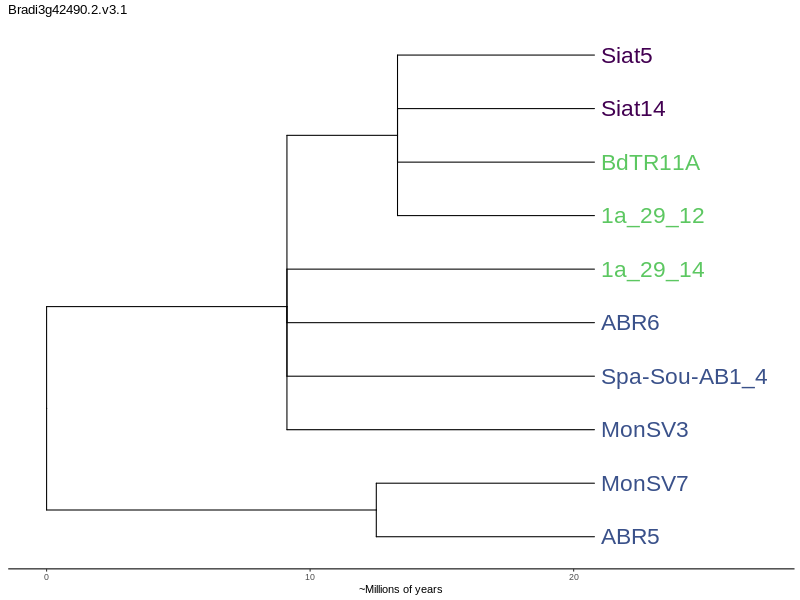 Bradi3g42490.2.v3.1
Siat5
Siat14
BdTR11A
1a_29_12
1a_29_14
ABR6
Spa-Sou-AB1_4
MonSV3
MonSV7
ABR5
0 10 20
~Millions of years